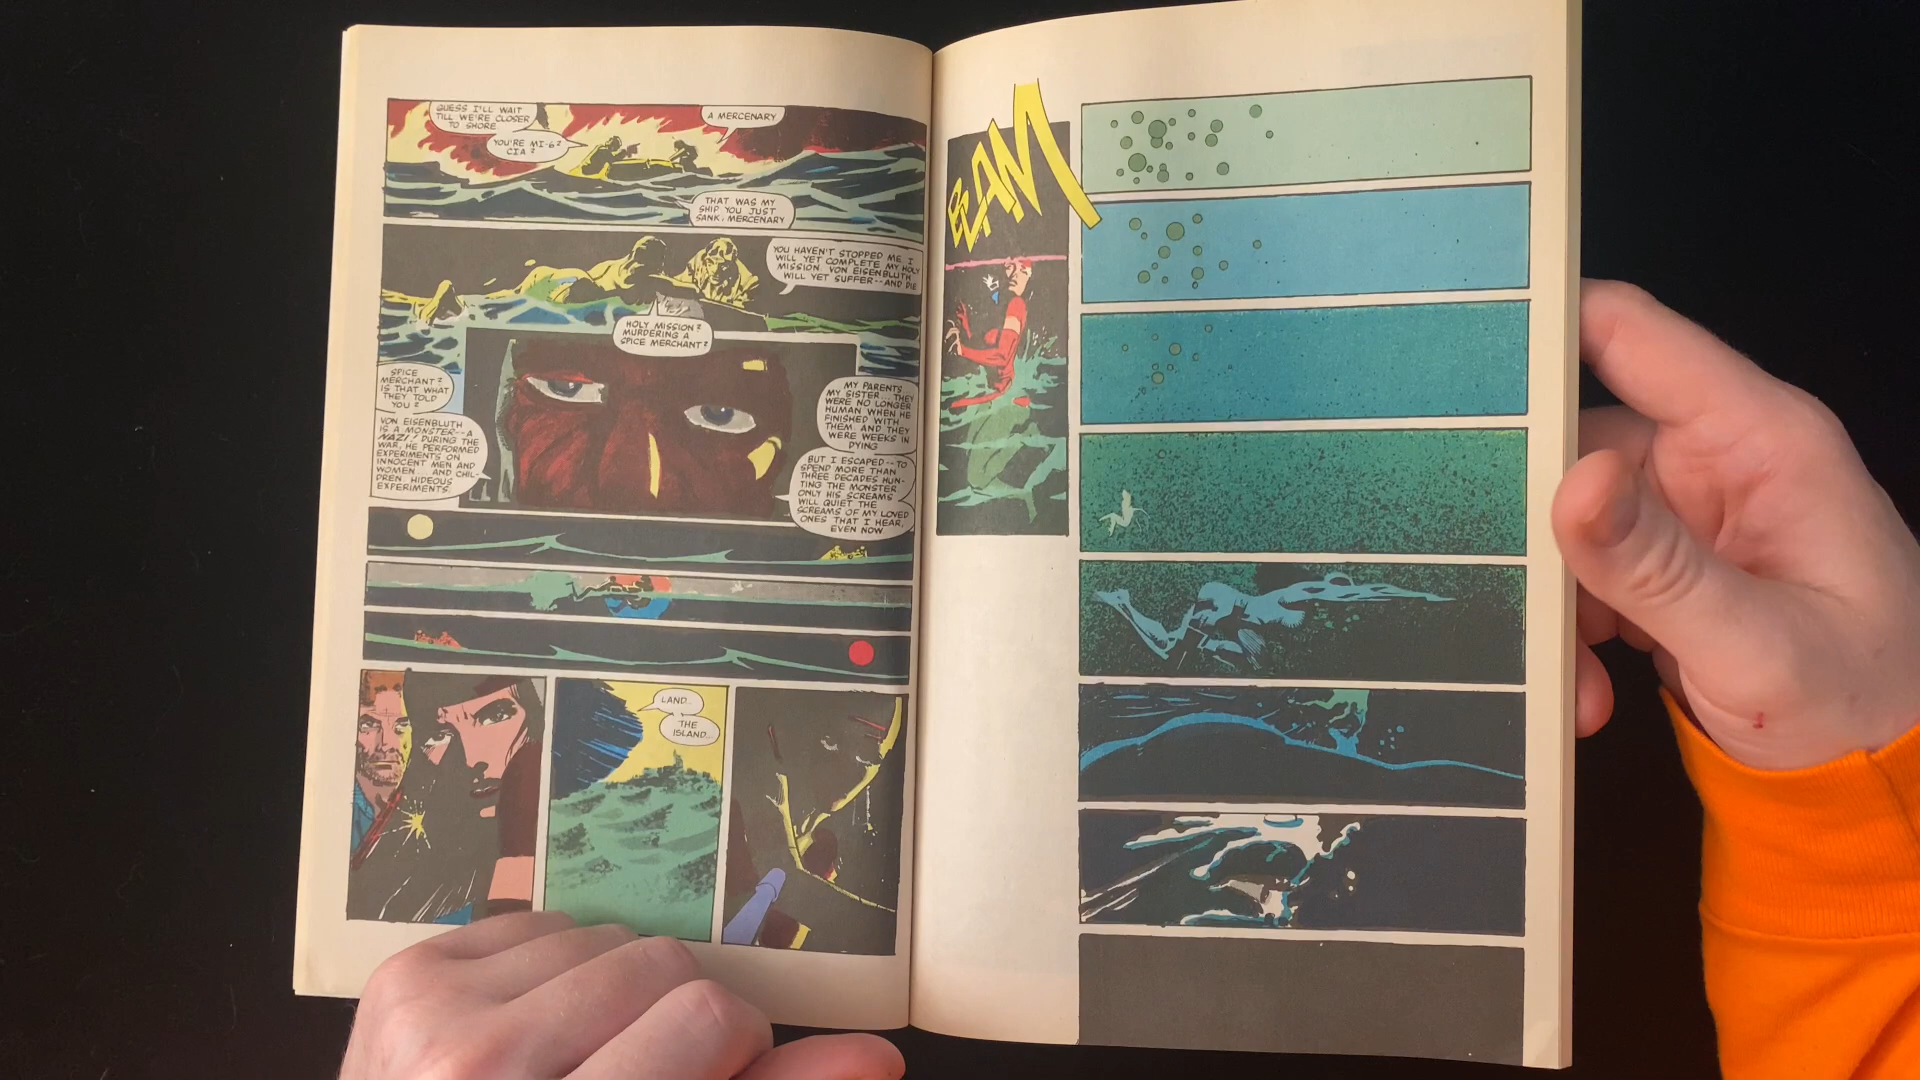 GUESS I'LL WAIT
TILL WE'RE CLOSER
TO SHORE.
A MERCENARY.
YOU'RE MI-6?
CIA?
THAT WAS MY
SHIP YOU JUST
SANK, MERCENARY
YOU HAVEN'T STOPPED ME. I
WILL YET COMPLETE MY HOLY
MISSION. VON EISENBLUTH
WILL YET SUFFER--AND DIE
HOLY MISSION?
MURDERING A
SPICE MERCHANT?
SPICE
MERCHANT?
IS THAT WHAT
THEY TOLD
YOU?
VON EISENBLUTH
IS A MONSTER--A
NAZI! DURING THE
WAR, HE PERFORMED
EXPERIMENTS ON
INNOCENT MEN AND
WOMEN... AND CHIL-
DREN. HIDEOUS
EXPERIMENTS.
MY PARENTS
MY SISTER... THEY
WERE NO LONGER
HUMAN WHEN HE
FINISHED WITH
THEM. AND THEY
WERE WEEKS IN
DYING
BUT I ESCAPED--TO
SPEND MORE THAN
THREE DECADES HUN-
TING THE MONSTER.
ONLY HIS SCREAMS
WILL QUIET THE
SCREAMS OF MY LOVED
ONES THAT I HEAR,
EVEN NOW
LAND...
THE
ISLAND...
BLAM